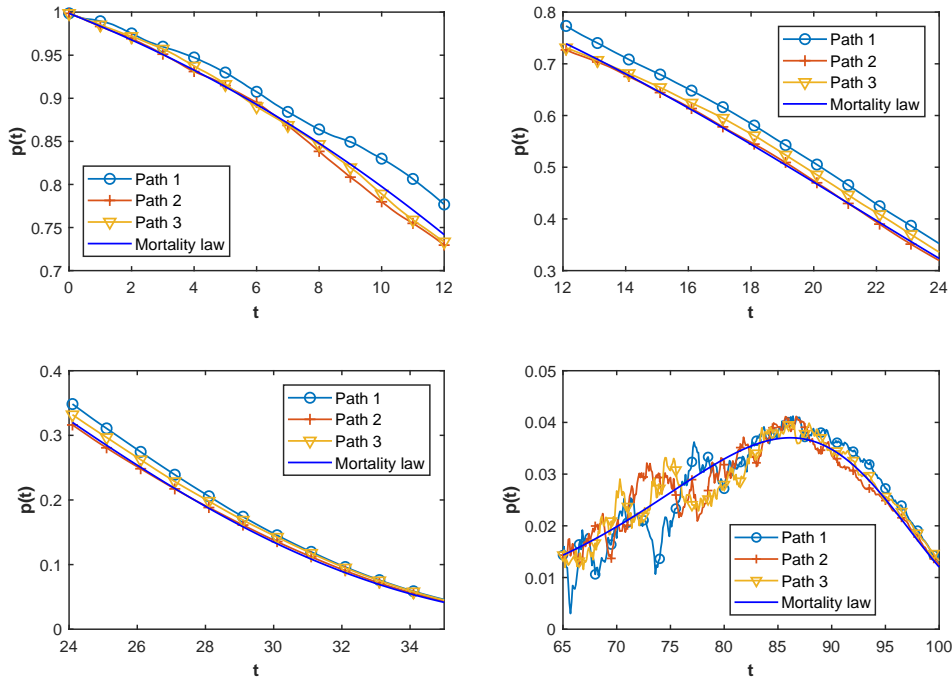 1
0.95
0.9
0.85
0.8
0.75
0.7
p(t)
0 2 4 6 8 10 12
t
Path 1
Path 2
Path 3
Mortality law
0.8
0.7
0.6
0.5
0.4
0.3
p(t)
12 14 16 18 20 22 24
t
Path 1
Path 2
Path 3
Mortality law
0.4
0.3
0.2
0.1
0
p(t)
24 26 28 30 32 34
t
Path 1
Path 2
Path 3
Mortality law
0.05
0.04
0.03
0.02
0.01
0
p(t)
65 70 75 80 85 90 95 100
t
Path 1
Path 2
Path 3
Mortality law